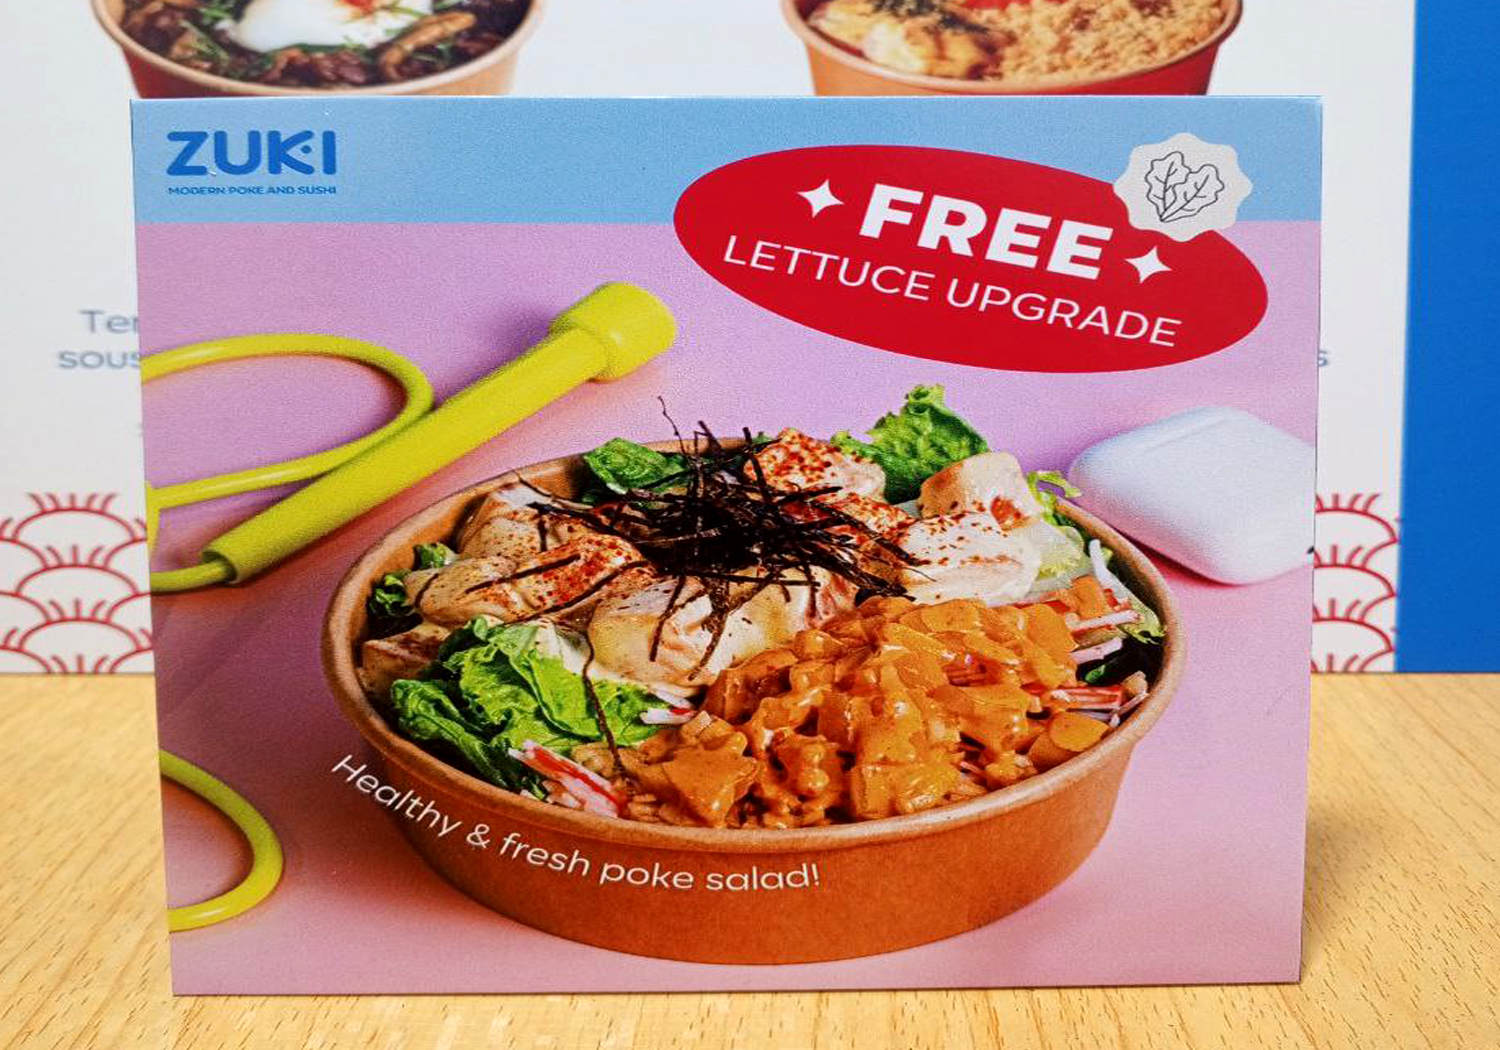 ZUKI
MODERN POKE AND SUSHI
FREE
LETTUCE UPGRADE
Healthy & fresh poke salad!